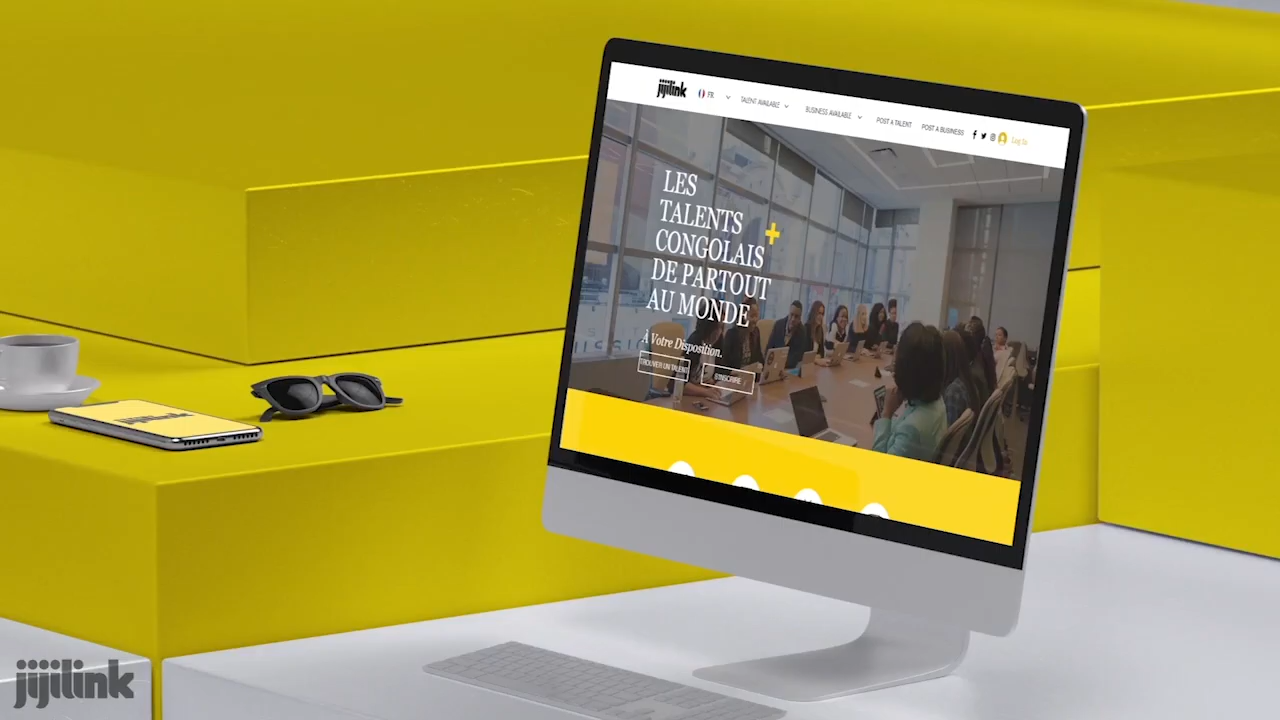 jijilink
FR
TALENT AVAILABLE
BUSINESS AVAILABLE
POST A TALENT
POST A BUSINESS
Log In
LES
TALENTS
CONGOLAIS
DE PARTOUT
AU MONDE
À Votre Disposition.
TROUVER UN TALENT
S'INSCRIRE
jijilink
jijilink